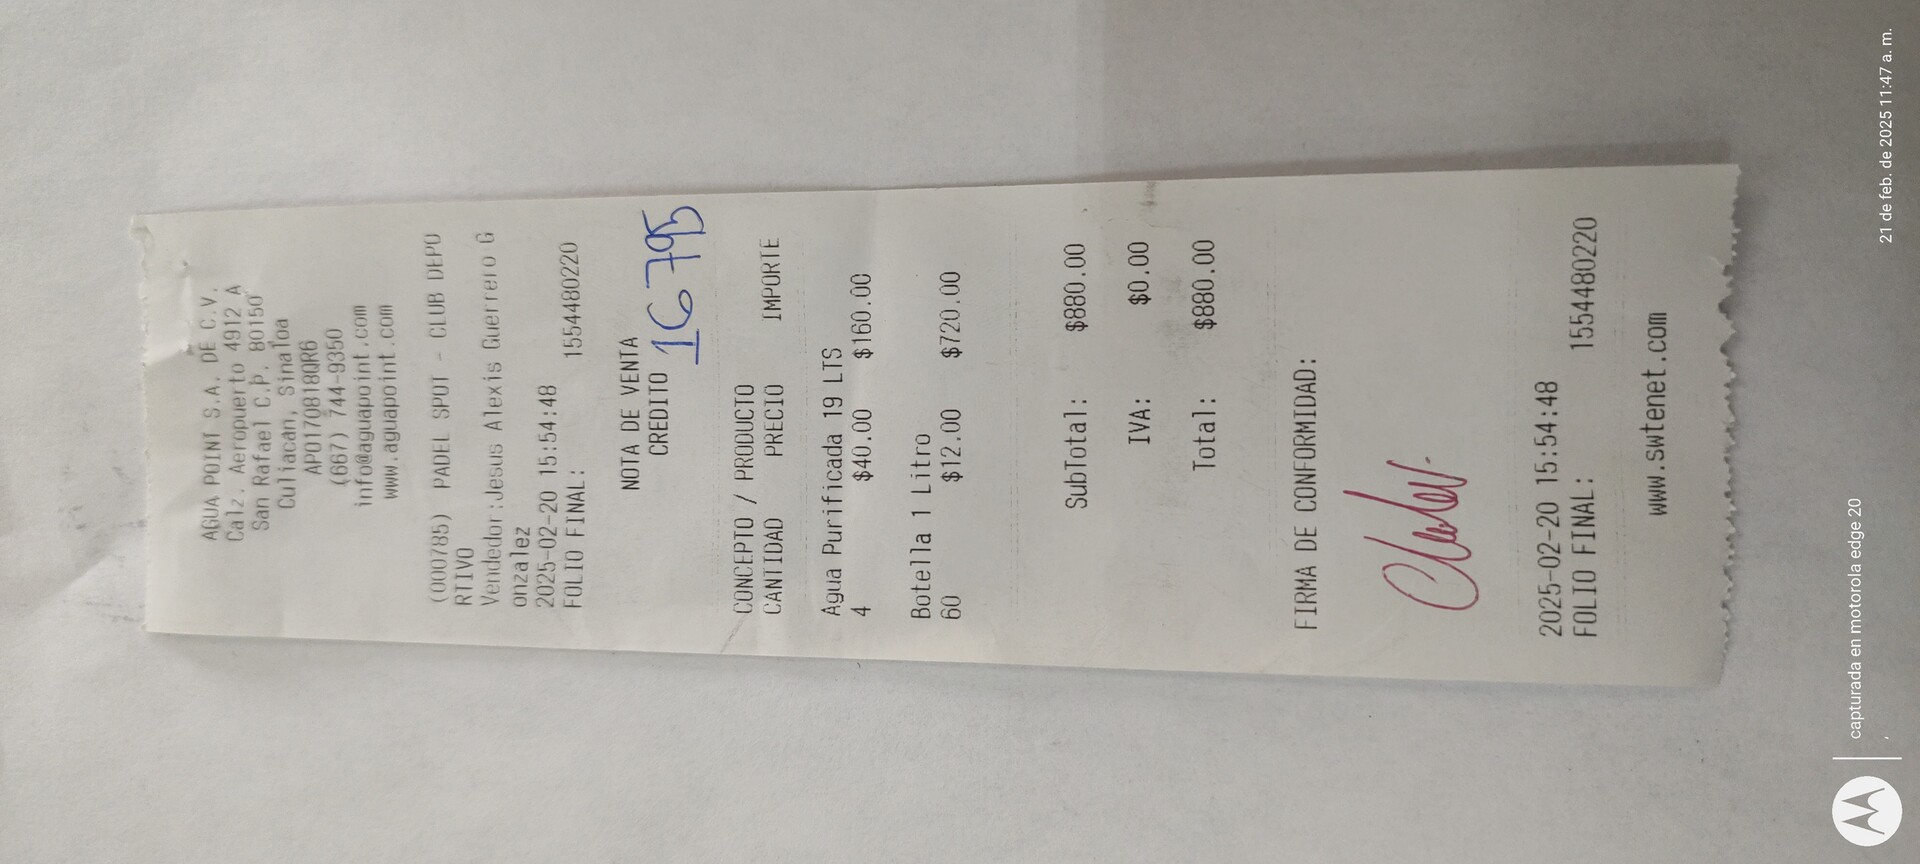 AGUA POINT S.A. DE C.V.
Calz. Aeropuerto 4912 A
San Rafael C.P. 80150
Culiacan, Sinaloa
APO170818QR6
(667) 744-9350
info@aguapoint.com
www.aguapoint.com
(000785) PADEL SPOT - CLUB DEPO
RTIVO
Vendedor:Jesus Alexis Guerrero G
onzalez
2025-02-20 15:54:48
FOLIO FINAL: 1554480220
NOTA DE VENTA
CREDITO 16795
CONCEPTO / PRODUCTO
CANTIDAD PRECIO IMPORTE
Agua Purificada 19 LTS
4 $40.00 $160.00
Botella 1 Litro
60 $12.00 $720.00
SubTotal: $880.00
IVA: $0.00
Total: $880.00
FIRMA DE CONFORMIDAD:
2025-02-20 15:54:48
FOLIO FINAL: 1554480220
www.swtenet.com
capturada en motorola edge 20
,
21 de feb. de 2025 11:47 a. m.